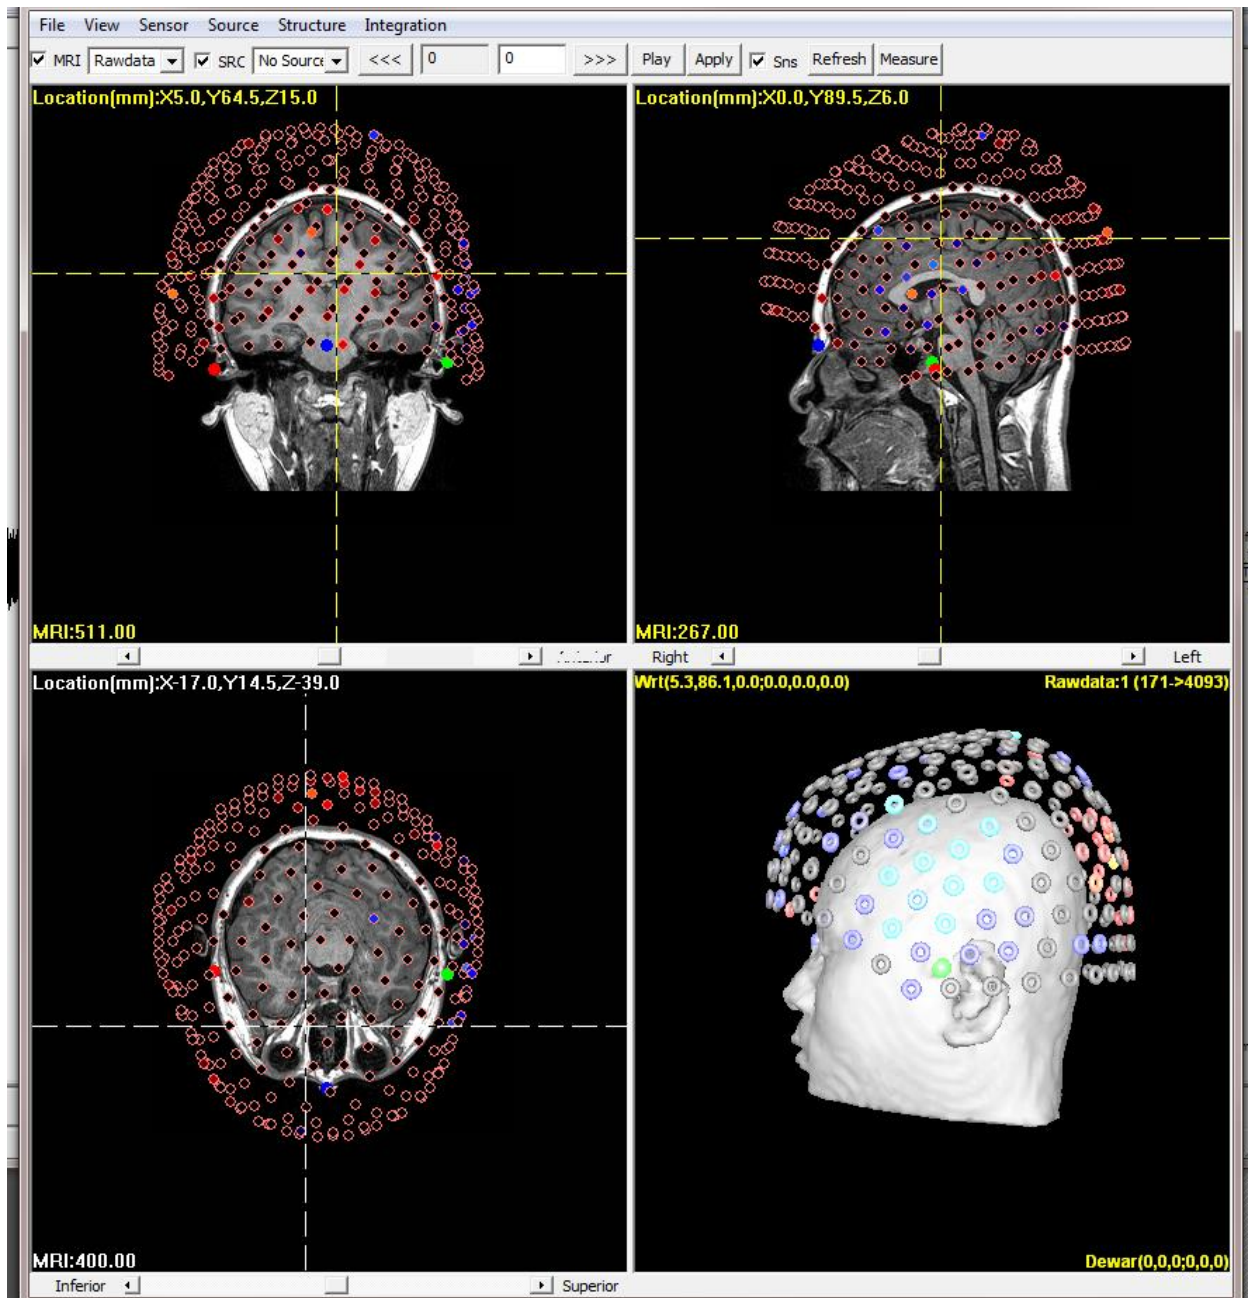 File View Sensor Source Structure Integration
MRI Rawdata SRC No Source <<< 0 0 >>> Play Apply Sns Refresh Measure
Location(mm):X5.0,Y64.5,Z15.0
Location(mm):X0.0,Y89.5,Z6.0
MRI:511.00
MRI:267.00
Right Left
Location(mm):X-17.0,Y14.5,Z-39.0
Wrt(5.3,86.1,0.0;0.0,0.0,0.0)
Rawdata:1 (171->4093)
MRI:400.00
Dewar(0,0,0;0,0,0)
Inferior Superior